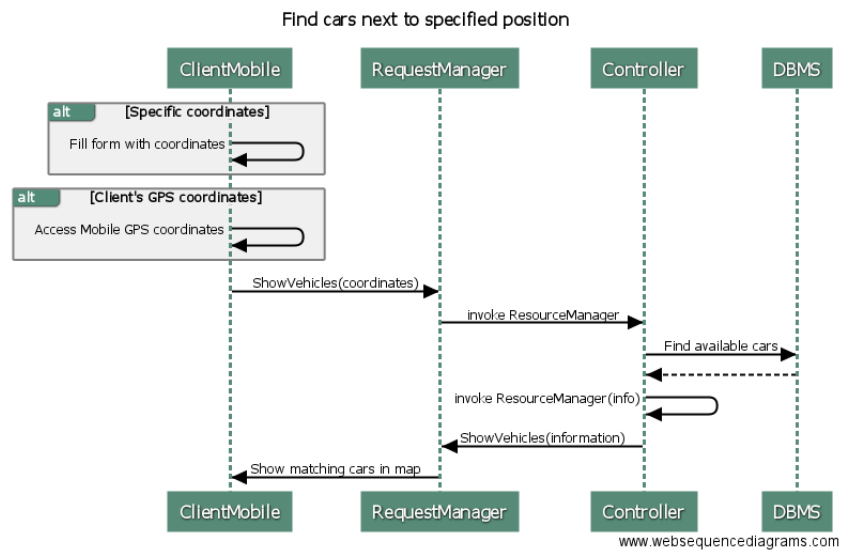 Find cars next to specified position
ClientMobile RequestManager Controller DBMS
alt [Specific coordinates]
Fill form with coordinates
alt [Client's GPS coordinates]
Access Mobile GPS coordinates
ShowVehicles(coordinates)
invoke ResourceManager
Find available cars
invoke ResourceManager(info)
ShowVehicles(information)
Show matching cars in map
ClientMobile RequestManager Controller DBMS
www.websequencediagrams.com